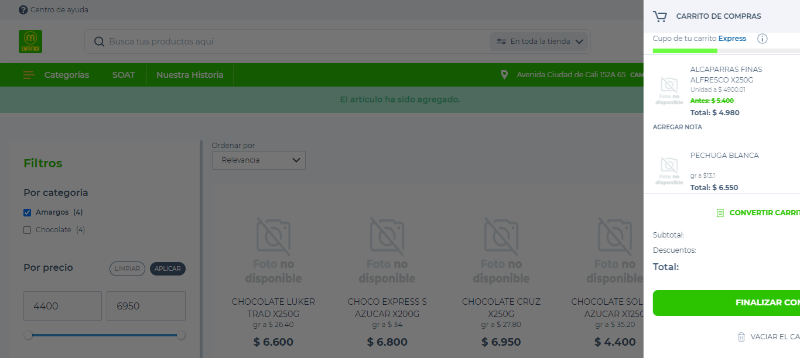 Centro de ayuda
Busca tus productos aquí
En toda la tienda
Categorías
SOAT
Nuestra Historia
Avenida Ciudad de Cali 152A 65
El artículo ha sido agregado.
Filtros
Por categoria
Amargos (4)
Chocolate (4)
Por precio
LIMPIAR
APLICAR
4400
6950
Ordenar por
Relevancia
Foto no
disponible
CHOCOLATE LUKER
TRAD X250G
gr a $ 26.40
$ 6.600
Foto no
disponible
CHOCO EXPRESS S
AZUCAR X200G
gr a $ 34
$ 6.800
Foto no
disponible
CHOCOLATE CRUZ
X250G
gr a $ 27.80
$ 6.950
Foto no
disponible
CHOCOLATE SOL
AZUCAR X125G
gr a $ 35.20
$ 4.400
CARRITO DE COMPRAS
Cupo de tu carrito Express
Foto no
disponible
ALCAPARRAS FINAS
ALFRESCO X250G
Unidad a $ 4900.01
Antes: $ 5.400
Total: $ 4.980
AGREGAR NOTA
Foto no
disponible
PECHUGA BLANCA
gr a $13.1
Total: $ 6.550
CONVERTIR CARRIT
Subtotal:
Descuentos:
Total:
FINALIZAR COM
VACIAR EL CA